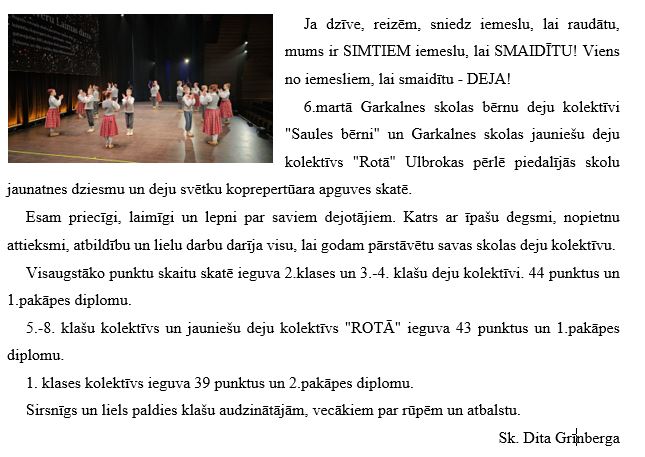 Ja dzīve, reizēm, sniedz iemeslu, lai raudātu,
mums ir SIMTIEM iemeslu, lai SMAIDĪTU! Viens
no iemesliem, lai smaidītu - DEJA!
6.martā Garkalnes skolas bērnu deju kolektīvi
"Saules bērni" un Garkalnes skolas jauniešu deju
kolektīvs "Rotā" Ulbrokas pērlē piedalījās skolu
jaunatnes dziesmu un deju svētku koprepertūara apguves skatē.
Esam priecīgi, laimīgi un lepni par saviem dejotājiem. Katrs ar īpašu degsmi, nopietnu
attieksmi, atbildību un lielu darbu darīja visu, lai godam pārstāvētu savas skolas deju kolektīvu.
Visaugstāko punktu skaitu skatē ieguva 2.klases un 3.-4. klašu deju kolektīvi. 44 punktus un
1.pakāpes diplomu.
5.-8. klašu kolektīvs un jauniešu deju kolektīvs "ROTĀ" ieguva 43 punktus un 1.pakāpes
diplomu.
1. klases kolektīvs ieguva 39 punktus un 2.pakāpes diplomu.
Sirsnīgs un liels paldies klašu audzinātājām, vecākiem par rūpēm un atbalstu.
Sk. Dita Grīnberga